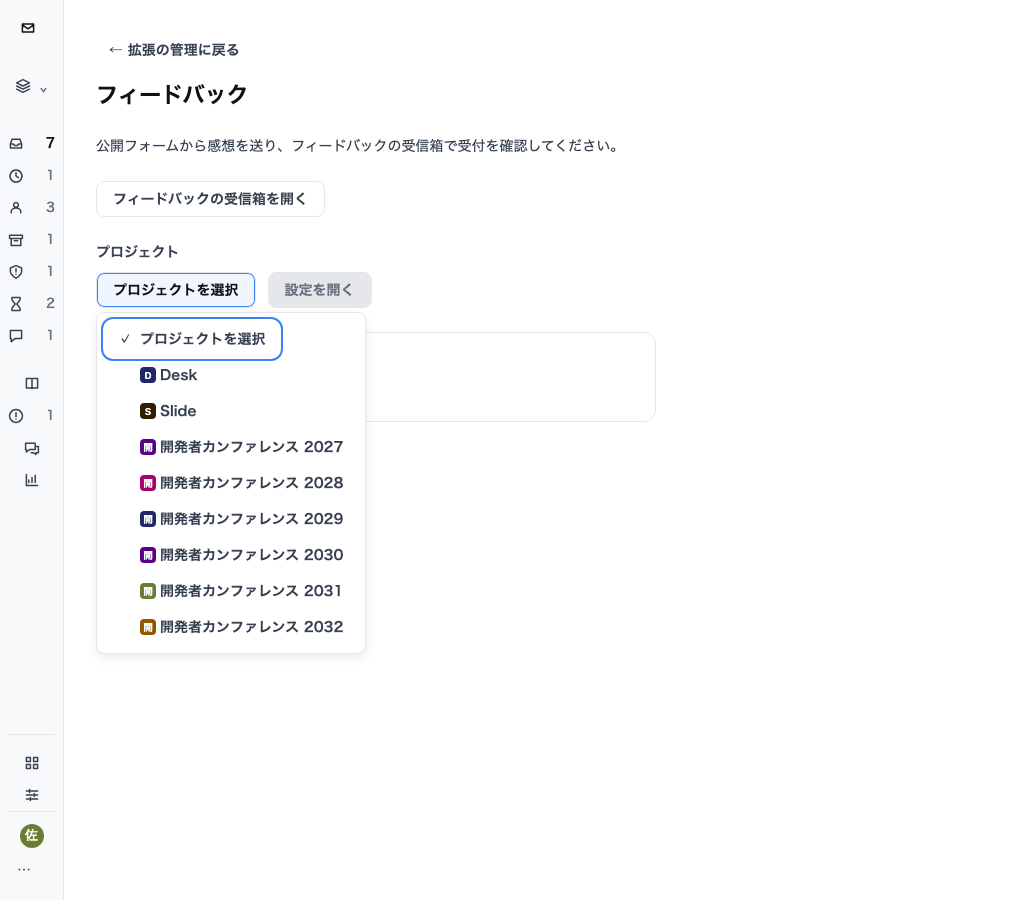 ← 拡張の管理に戻る
フィードバック
公開フォームから感想を送り、フィードバックの受信箱で受付を確認してください。
フィードバックの受信箱を開く
プロジェクト
プロジェクトを選択 設定を開く
✓ プロジェクトを選択
D Desk
S Slide
開 開発者カンファレンス 2027
開 開発者カンファレンス 2028
開 開発者カンファレンス 2029
開 開発者カンファレンス 2030
開 開発者カンファレンス 2031
開 開発者カンファレンス 2032
7
1
3
1
1
2
1
1
佐
…